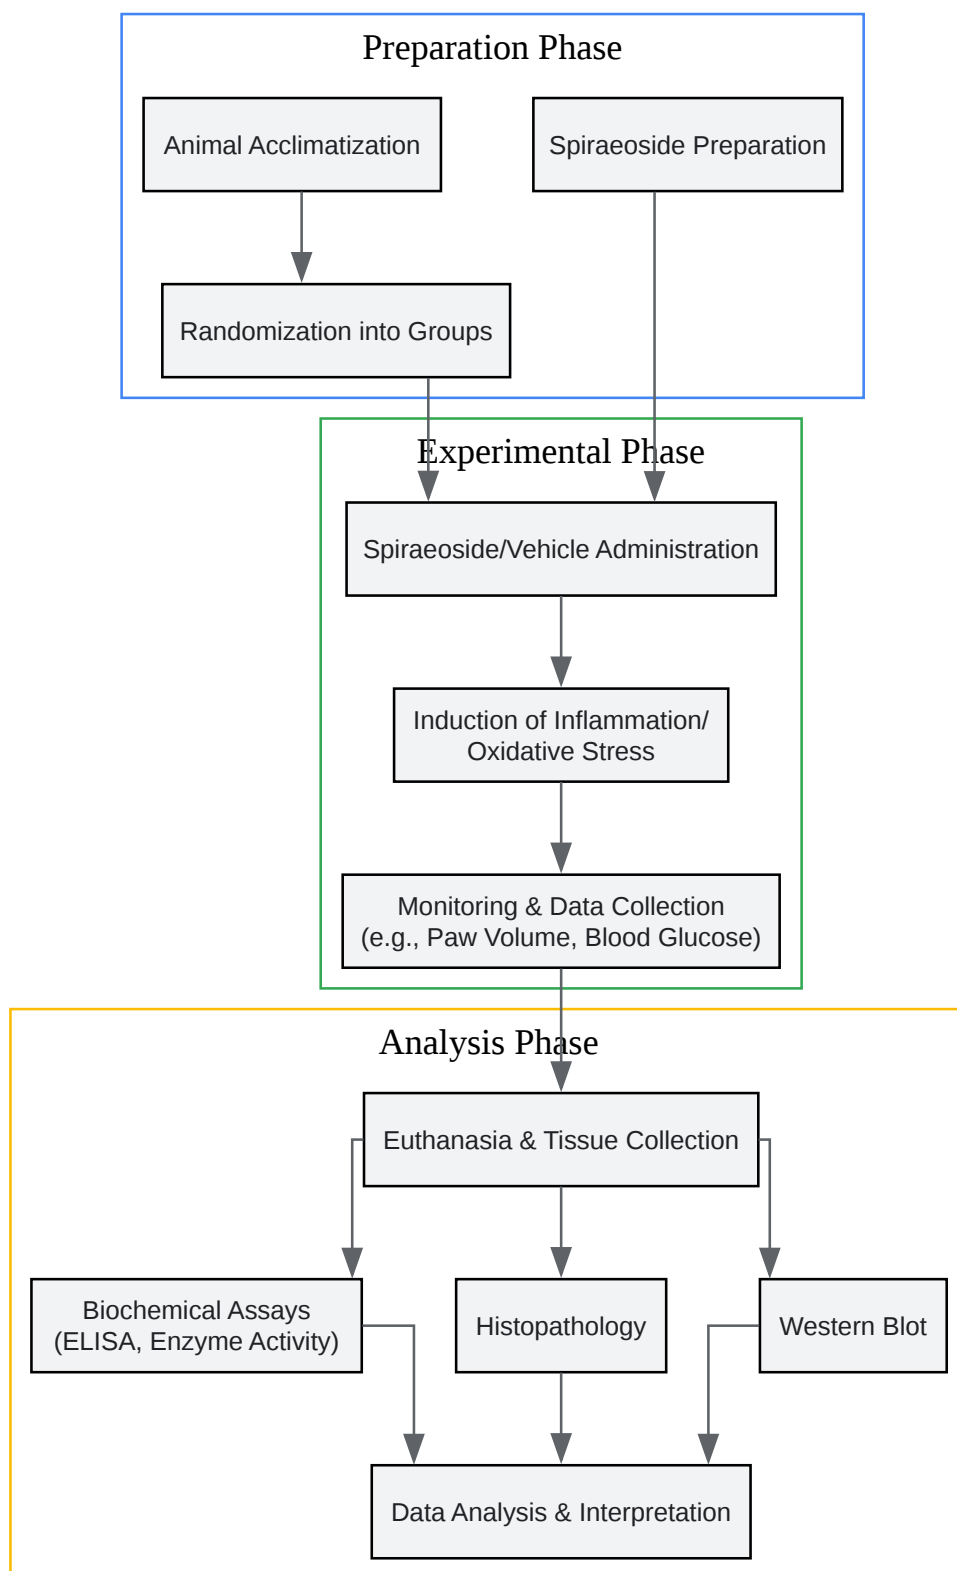 Preparation Phase
Animal Acclimatization
Spiraeoside Preparation
Randomization into Groups
Experimental Phase
Spiraeoside/Vehicle Administration
Induction of Inflammation/
Oxidative Stress
Monitoring & Data Collection
(e.g., Paw Volume, Blood Glucose)
Analysis Phase
Euthanasia & Tissue Collection
Biochemical Assays
(ELISA, Enzyme Activity)
Histopathology
Western Blot
Data Analysis & Interpretation